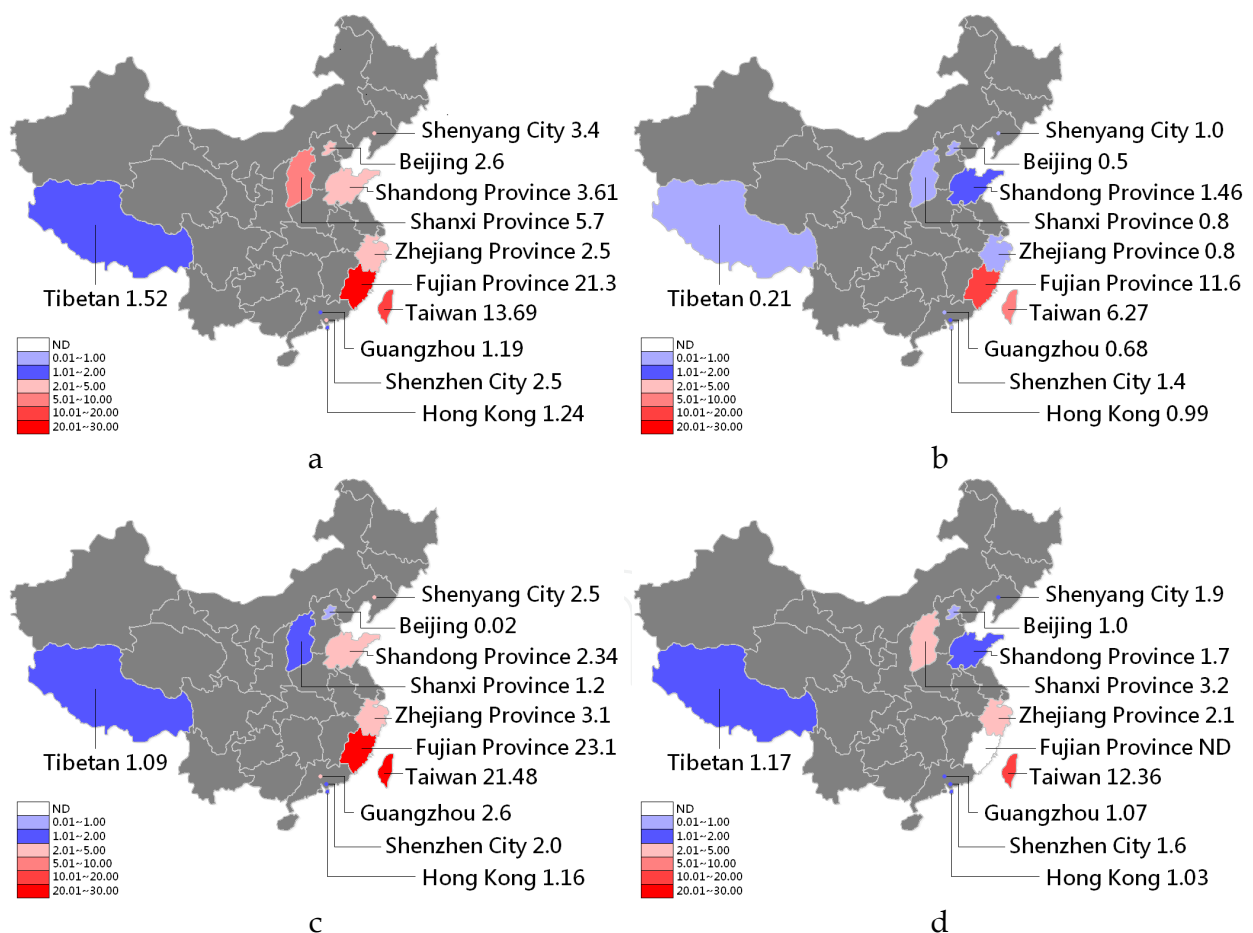 Shenyang City 3.4
Beijing 2.6
Shandong Province 3.61
Shanxi Province 5.7
Zhejiang Province 2.5
Fujian Province 21.3
Tibetan 1.52
Taiwan 13.69
Guangzhou 1.19
Shenzhen City 2.5
Hong Kong 1.24
ND
0.01~1.00
1.01~2.00
2.01~5.00
5.01~10.00
10.01~20.00
20.01~30.00
a
Shenyang City 1.0
Beijing 0.5
Shandong Province 1.46
Shanxi Province 0.8
Zhejiang Province 0.8
Fujian Province 11.6
Tibetan 0.21
Taiwan 6.27
Guangzhou 0.68
Shenzhen City 1.4
Hong Kong 0.99
ND
0.01~1.00
1.01~2.00
2.01~5.00
5.01~10.00
10.01~20.00
20.01~30.00
b
Shenyang City 2.5
Beijing 0.02
Shandong Province 2.34
Shanxi Province 1.2
Zhejiang Province 3.1
Fujian Province 23.1
Tibetan 1.09
Taiwan 21.48
Guangzhou 2.6
Shenzhen City 2.0
Hong Kong 1.16
ND
0.01~1.00
1.01~2.00
2.01~5.00
5.01~10.00
10.01~20.00
20.01~30.00
c
Shenyang City 1.9
Beijing 1.0
Shandong Province 1.7
Shanxi Province 3.2
Zhejiang Province 2.1
Fujian Province ND
Tibetan 1.17
Taiwan 12.36
Guangzhou 1.07
Shenzhen City 1.6
Hong Kong 1.03
ND
0.01~1.00
1.01~2.00
2.01~5.00
5.01~10.00
10.01~20.00
20.01~30.00
d